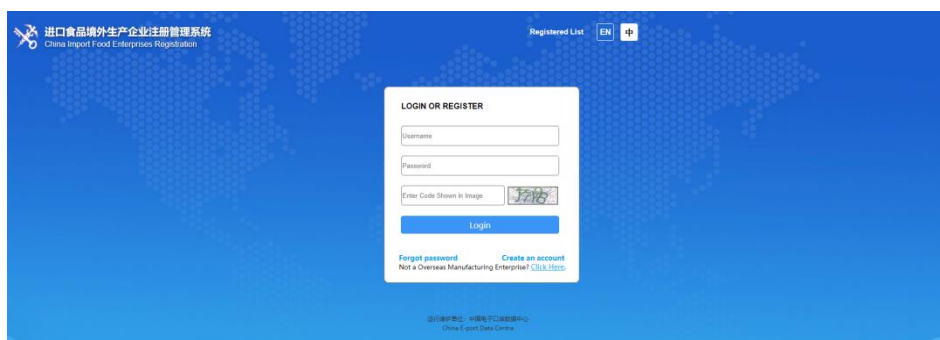 进口食品境外生产企业注册管理系统
China Import Food Enterprises Registration
Registered List EN 中
LOGIN OR REGISTER
Username
Password
Enter Code Shown in Image
Login
Forgot password Create an account
Not a Overseas Manufacturing Enterprise? Click Here.
运行维护单位：中国电子口岸数据中心
China E-port Data Centre